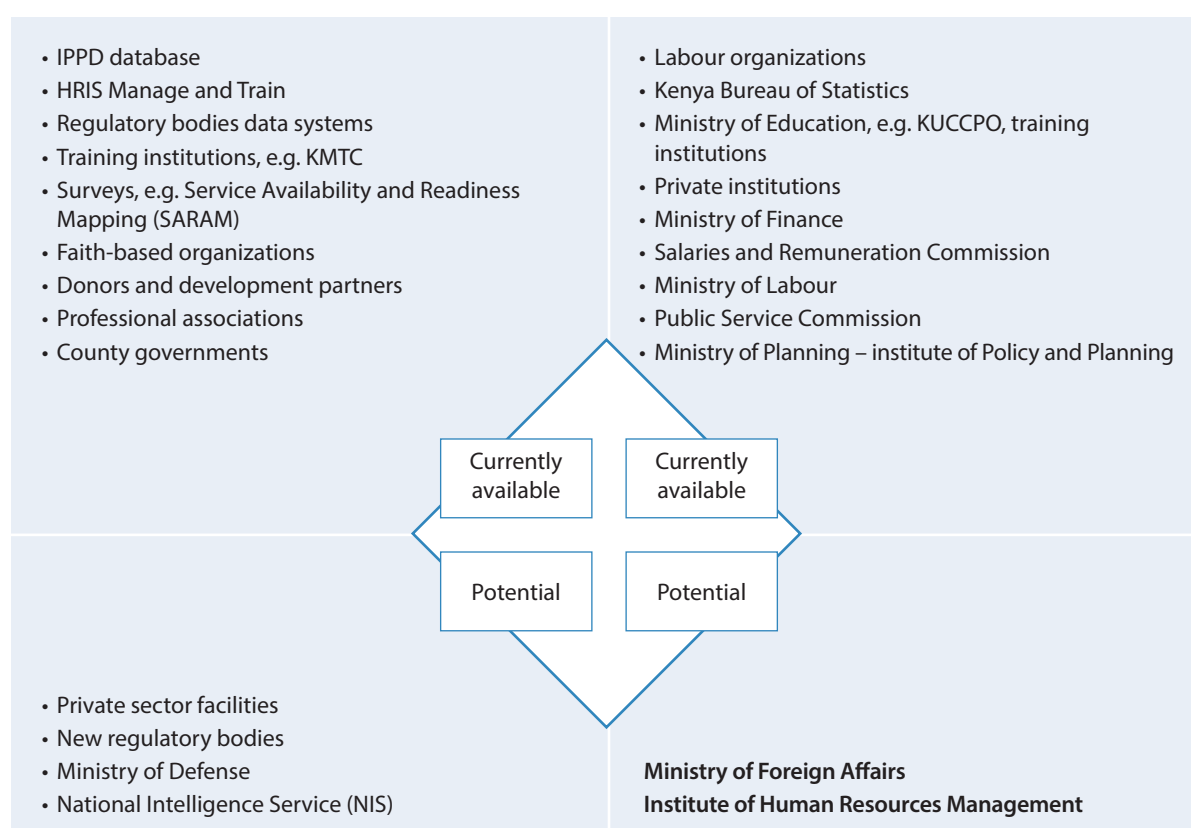 • IPPD database
• HRIS Manage and Train
• Regulatory bodies data systems
• Training institutions, e.g. KMTC
• Surveys, e.g. Service Availability and Readiness
Mapping (SARAM)
• Faith-based organizations
• Donors and development partners
• Professional associations
• County governments
• Labour organizations
• Kenya Bureau of Statistics
• Ministry of Education, e.g. KUCCPO, training
institutions
• Private institutions
• Ministry of Finance
• Salaries and Remuneration Commission
• Ministry of Labour
• Public Service Commission
• Ministry of Planning – institute of Policy and Planning
Currently
available
Currently
available
Potential
Potential
• Private sector facilities
• New regulatory bodies
• Ministry of Defense
• National Intelligence Service (NIS)
Ministry of Foreign Affairs
Institute of Human Resources Management